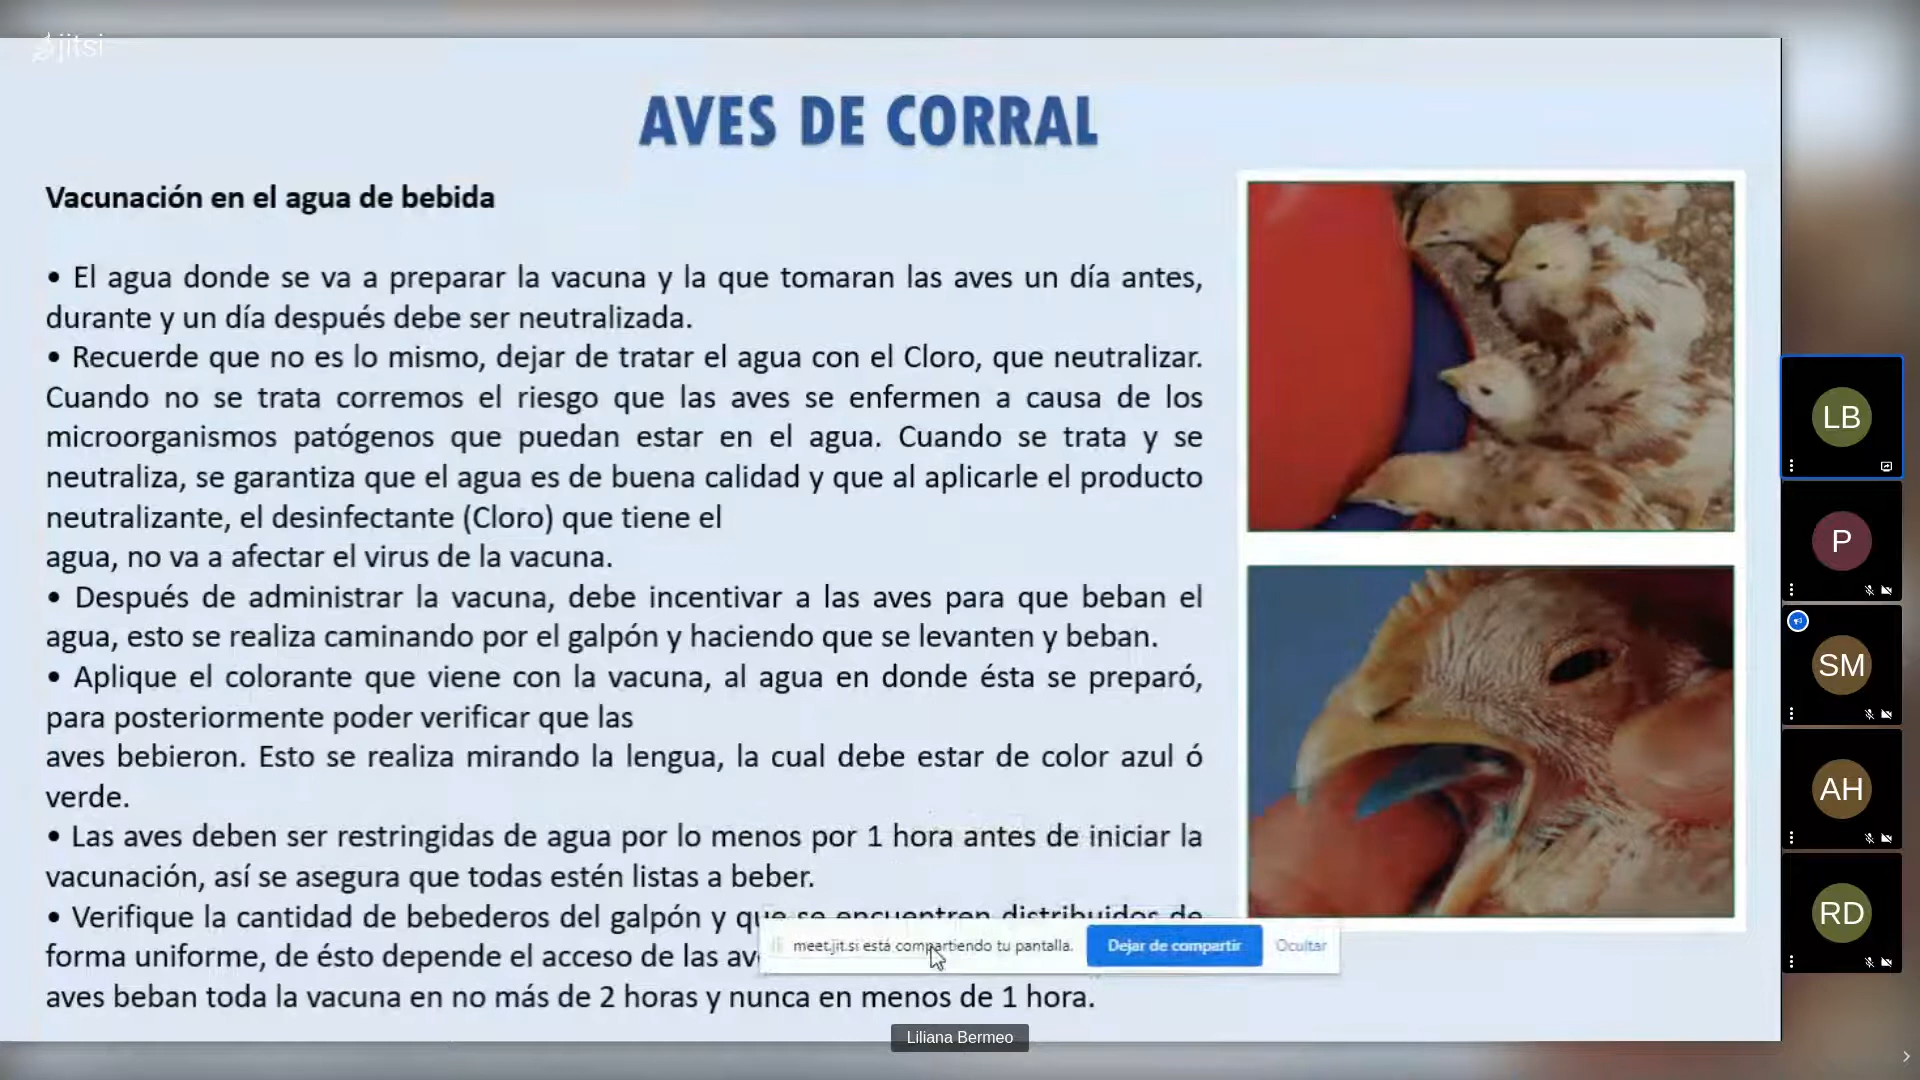 jitsi
AVES DE CORRAL
Vacunación en el agua de bebida
• El agua donde se va a preparar la vacuna y la que tomaran las aves un día antes,
durante y un día después debe ser neutralizada.
• Recuerde que no es lo mismo, dejar de tratar el agua con el Cloro, que neutralizar.
Cuando no se trata corremos el riesgo que las aves se enfermen a causa de los
microorganismos patógenos que puedan estar en el agua. Cuando se trata y se
neutraliza, se garantiza que el agua es de buena calidad y que al aplicarle el producto
neutralizante, el desinfectante (Cloro) que tiene el
agua, no va a afectar el virus de la vacuna.
• Después de administrar la vacuna, debe incentivar a las aves para que beban el
agua, esto se realiza caminando por el galpón y haciendo que se levanten y beban.
• Aplique el colorante que viene con la vacuna, al agua en donde ésta se preparó,
para posteriormente poder verificar que las
aves bebieron. Esto se realiza mirando la lengua, la cual debe estar de color azul ó
verde.
• Las aves deben ser restringidas de agua por lo menos por 1 hora antes de iniciar la
vacunación, así se asegura que todas estén listas a beber.
• Verifique la cantidad de bebederos del galpón y que se encuentren distribuidos de
forma uniforme, de ésto depende el acceso de las
aves beban toda la vacuna en no más de 2 horas y nunca en menos de 1 hora.
meet.jit.si está compartiendo tu pantalla.
Dejar de compartir
Ocultar
Liliana Bermeo
LB
P
SM
AH
RD